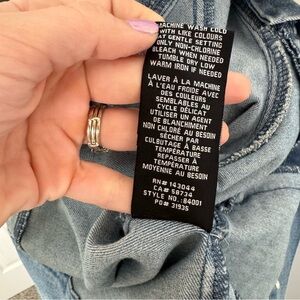 MACHINE WASH COLD
WITH LIKE COLOURS
GENTLE SETTING
ONLY NON-CHLORINE
BLEACH WHEN NEEDED
TUMBLE DRY LOW
WARM IRON IF NEEDED
LAVER À LA MACHINE
À L'EAU FROIDE AVEC
DES COULEURS
SEMBLABLES AU
CYCLE DÉLICAT
UTILISER UN AGENT
DE BLANCHIMENT
NON CHLORÉ AU BESOIN
SÉCHER PAR
CULBUTAGE À BASSE
TEMPÉRATURE
REPASSER À
TEMPÉRATURE
MOYENNE AU BESOIN
RN# 143044
CA# 58734
STYLE NO.: 84001
PO# 31935